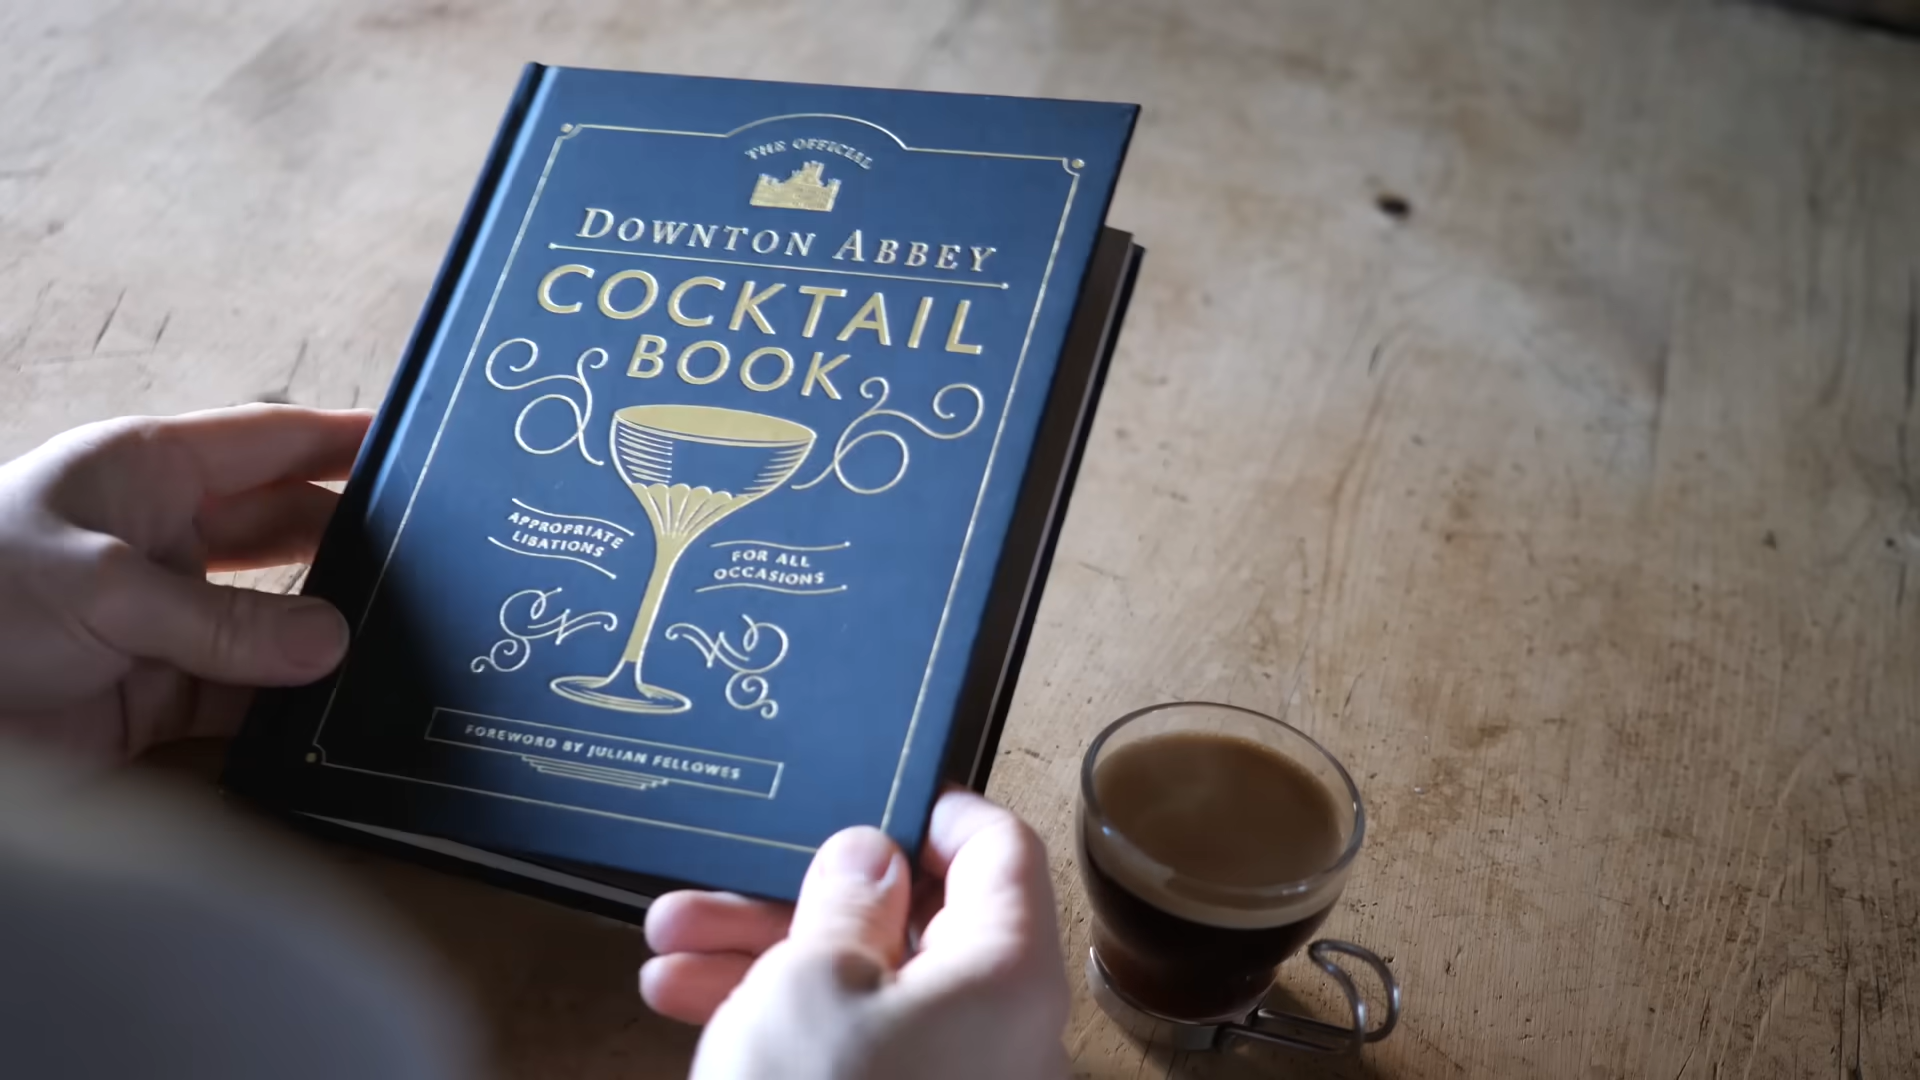 THE OFFICIAL
DOWNTON ABBEY
COCKTAIL
BOOK
APPROPRIATE
LIBATIONS
FOR ALL
OCCASIONS
FOREWORD BY JULIAN FELLOWES